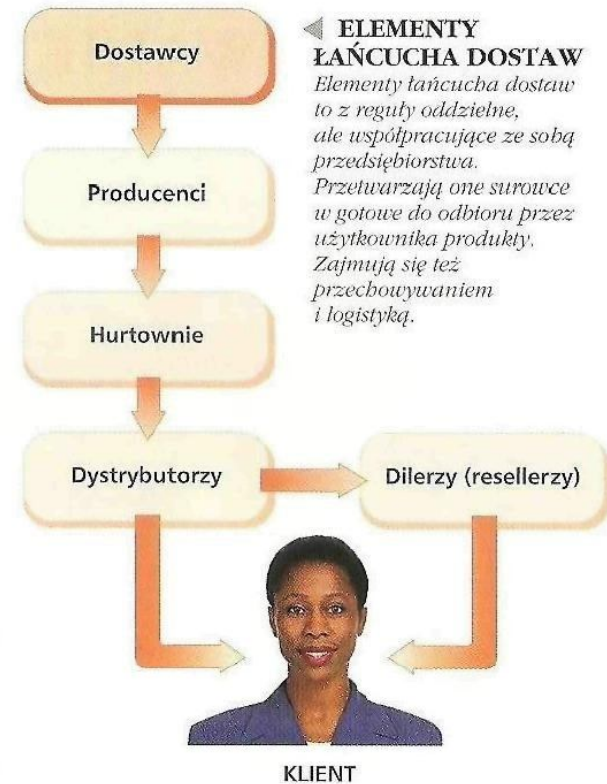 Dostawcy
◀ ELEMENTY
ŁAŃCUCHA DOSTAW
Elementy łańcucha dostaw
to z reguły oddzielne,
ale współpracujące ze sobą
przedsiębiorstwa.
Przetwarzają one surowce
w gotowe do odbioru przez
użytkownika produkty.
Zajmują się też
przechowywaniem
i logistyką.
Producenci
Hurtownie
Dystrybutorzy
Dilerzy (resellerzy)
KLIENT